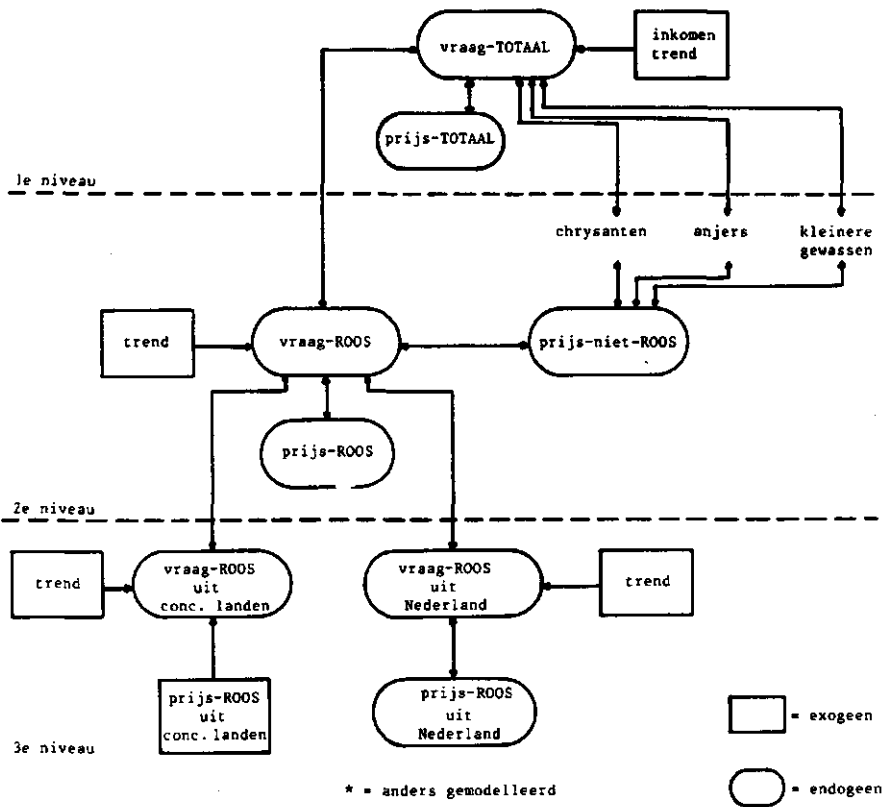 vraag-TOTAAL
inkomen
trend
prijs-TOTAAL
1e niveau
chrysanten
anjers
kleinere
gewassen
trend
vraag-ROOS
prijs-niet-ROOS
prijs-ROOS
2e niveau
trend
vraag-ROOS
uit
conc. landen
vraag-ROOS
uit
Nederland
trend
prijs-ROOS
uit
conc. landen
prijs-ROOS
uit
Nederland
= exogeen
3e niveau
* = anders gemodelleerd
= endogeen